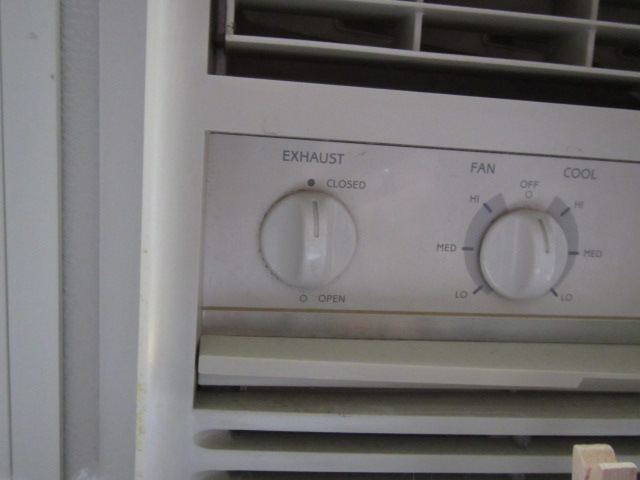 EXHAUST
CLOSED
OPEN
FAN COOL
OFF
HI HI
MED MED
LO LO